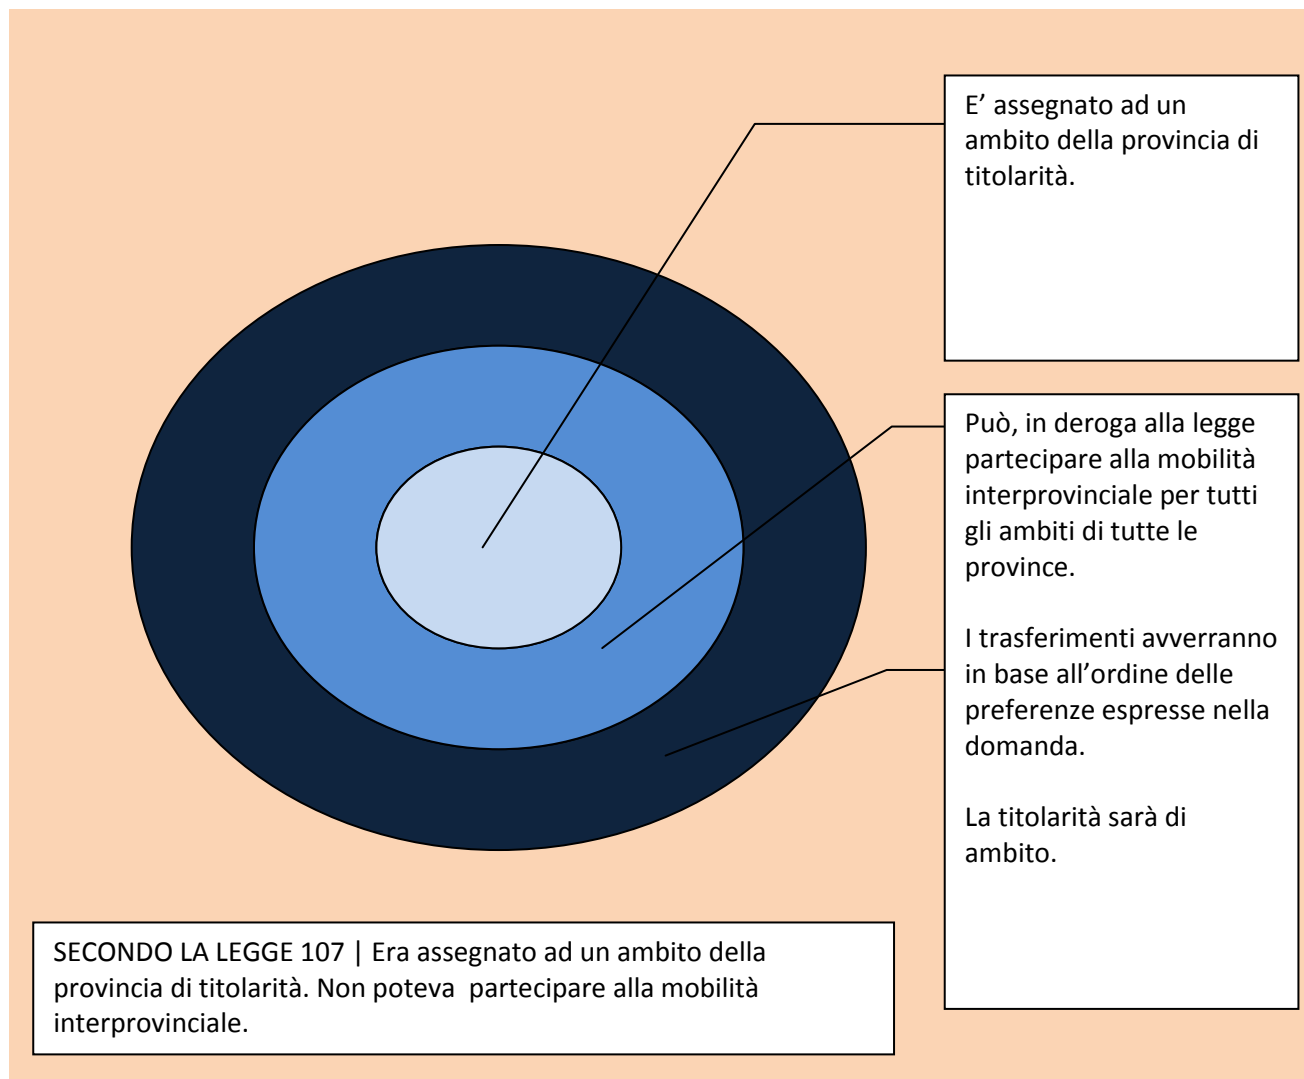 E’ assegnato ad un
ambito della provincia di
titolarità.
Può, in deroga alla legge
partecipare alla mobilità
interprovinciale per tutti
gli ambiti di tutte le
province.
I trasferimenti avverranno
in base all’ordine delle
preferenze espresse nella
domanda.
La titolarità sarà di
ambito.
SECONDO LA LEGGE 107 | Era assegnato ad un ambito della
provincia di titolarità. Non poteva  partecipare alla mobilità
interprovinciale.